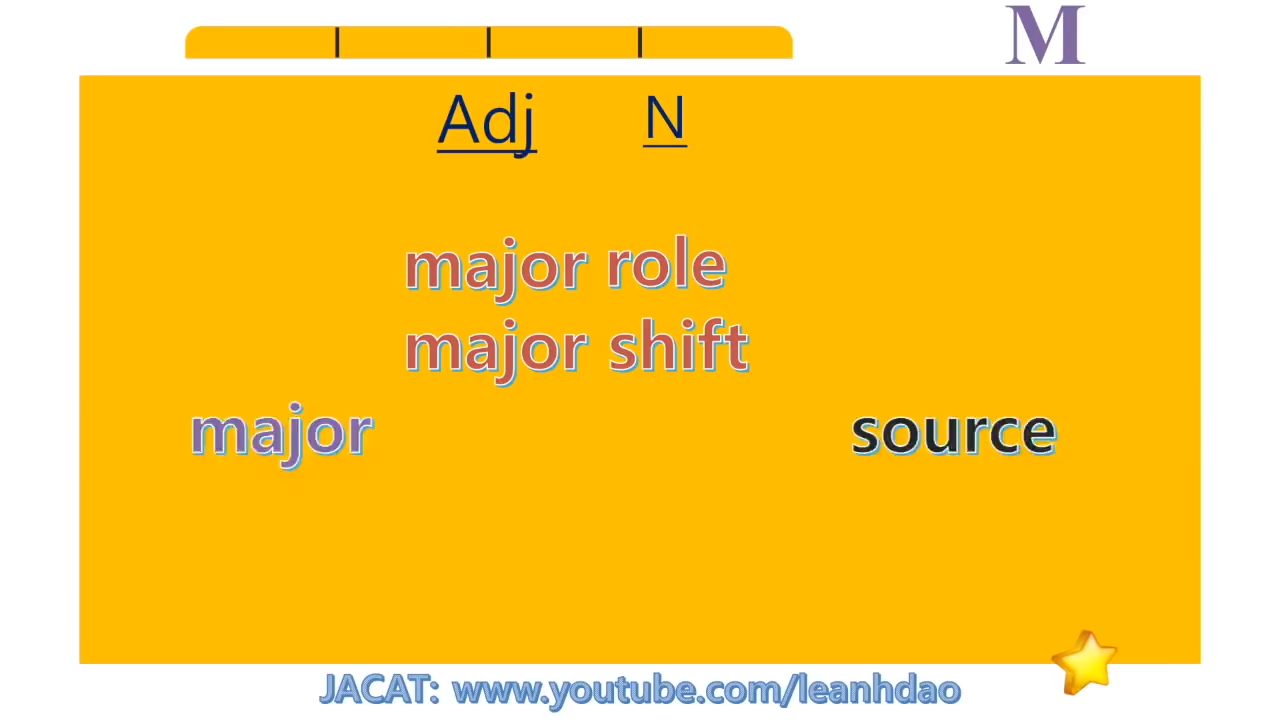 M
Adj N
major role
major shift
major source
JACAT: www.youtube.com/leanhdao